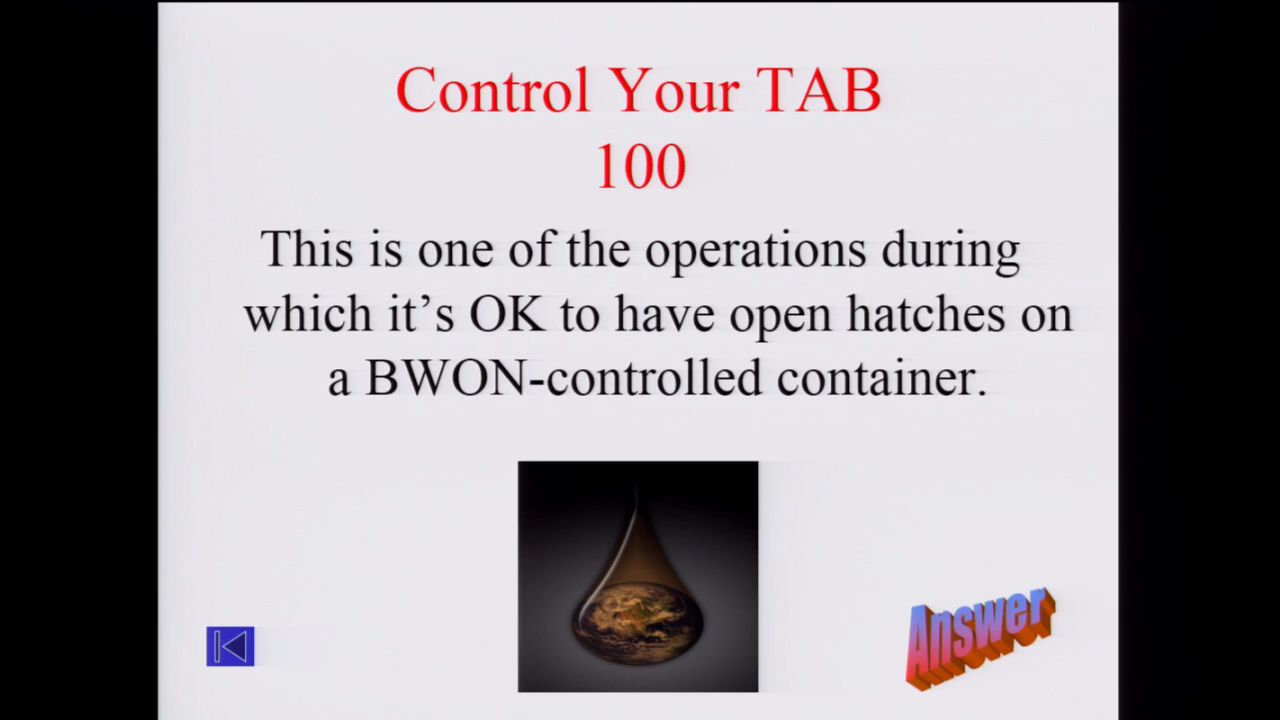 Control Your TAB
100
This is one of the operations during
which it’s OK to have open hatches on
a BWON-controlled container.
Answer